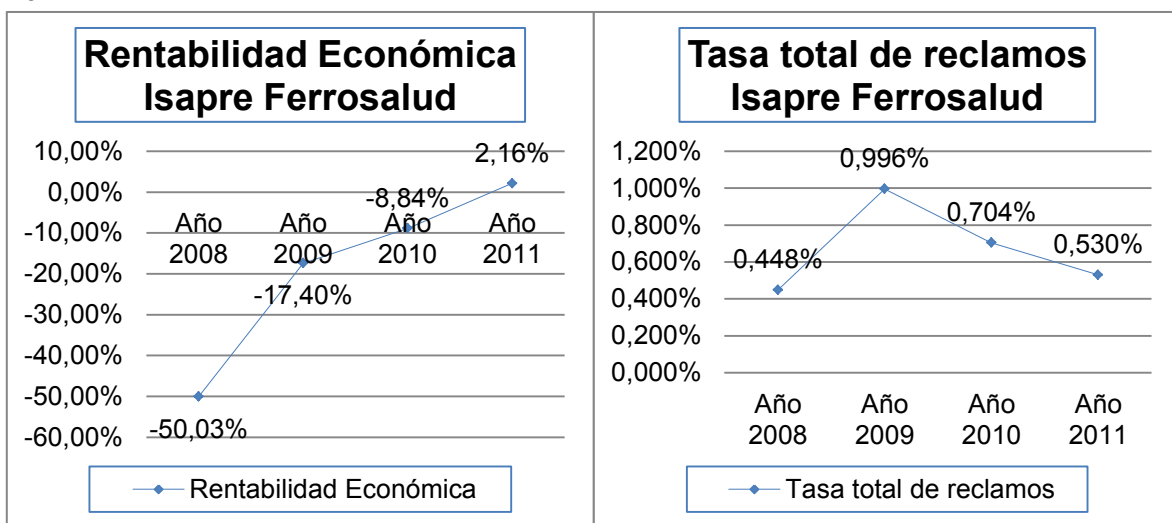 Rentabilidad Económica
Isapre Ferrosalud
10,00%
0,00%
-10,00%
-20,00%
-30,00%
-40,00%
-50,00%
-60,00%
2,16%
-8,84%
-17,40%
-50,03%
Año Año Año Año
2008 2009 2010 2011
Rentabilidad Económica
Tasa total de reclamos
Isapre Ferrosalud
1,200%
1,000%
0,800%
0,600%
0,400%
0,200%
0,000%
0,448%
0,996%
0,704%
0,530%
Año Año Año Año
2008 2009 2010 2011
Tasa total de reclamos